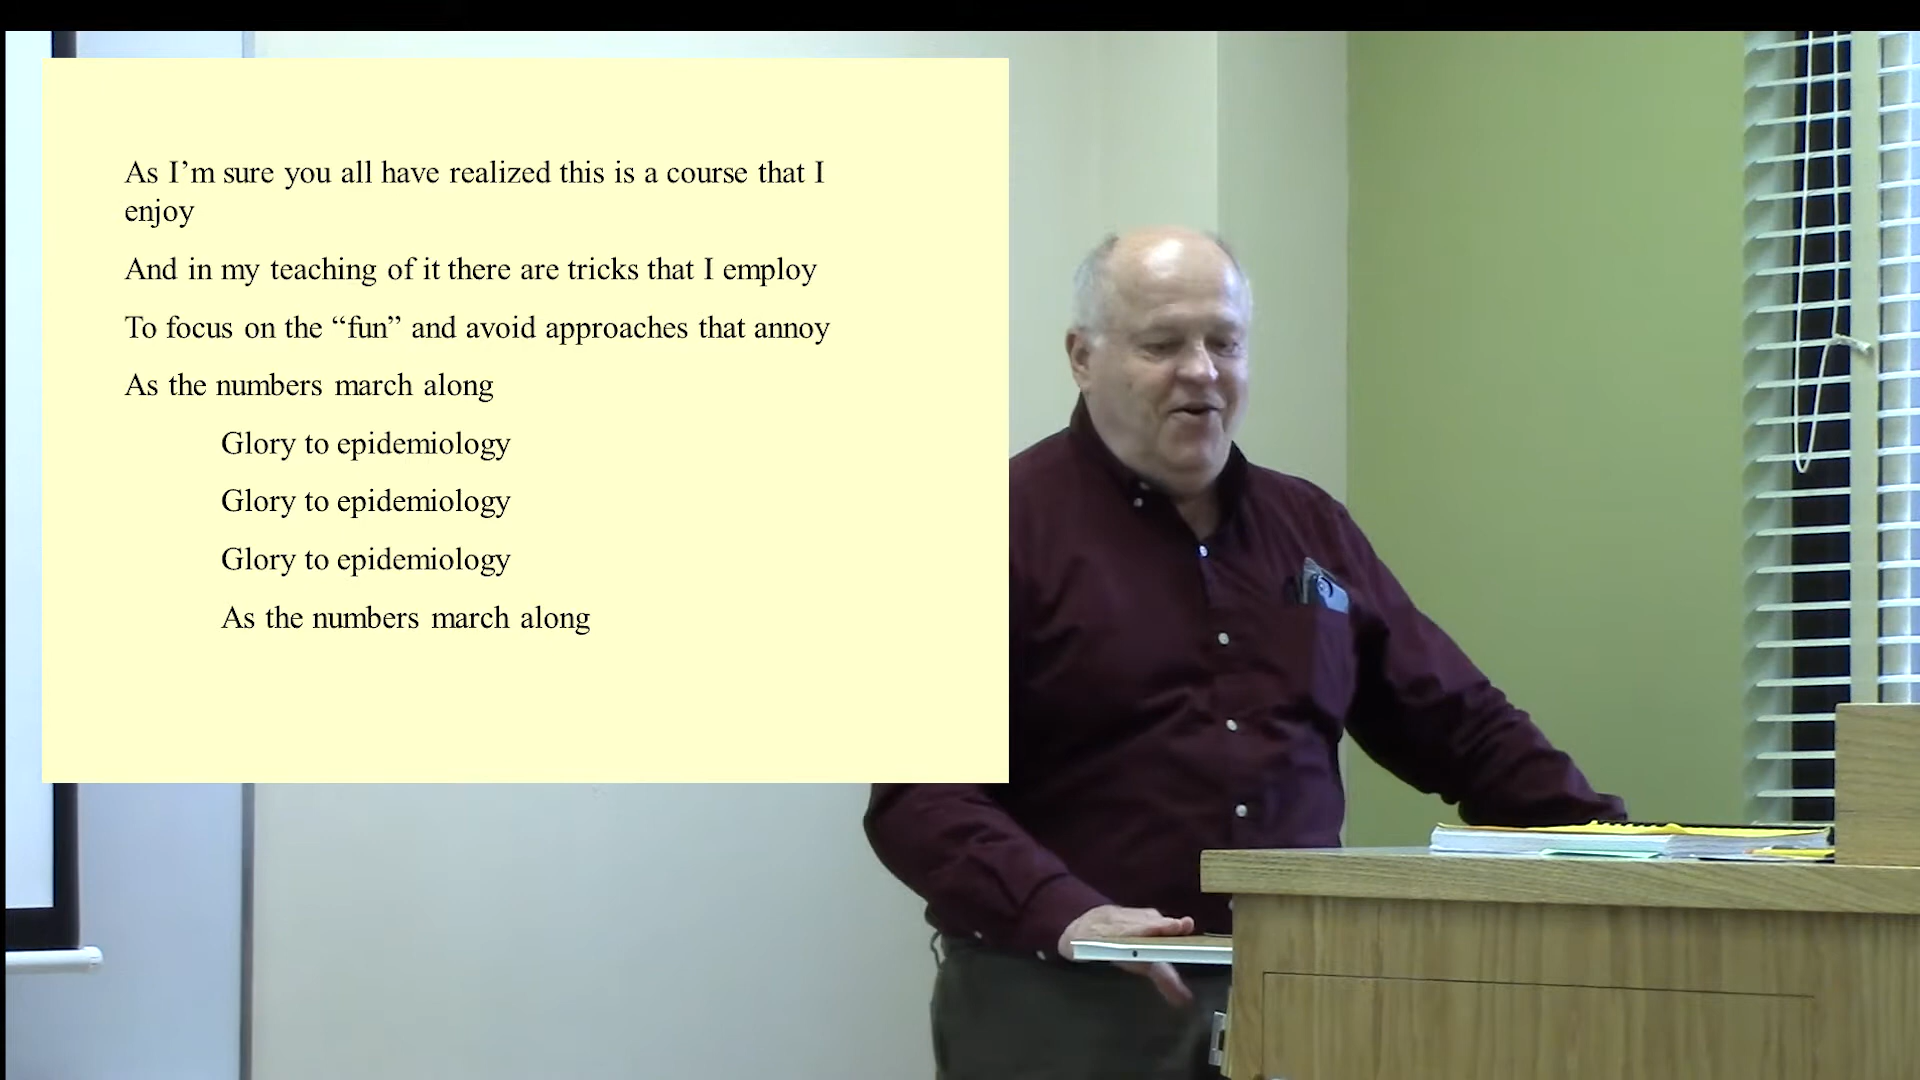 As I’m sure you all have realized this is a course that I
enjoy
And in my teaching of it there are tricks that I employ
To focus on the “fun” and avoid approaches that annoy
As the numbers march along
Glory to epidemiology
Glory to epidemiology
Glory to epidemiology
As the numbers march along